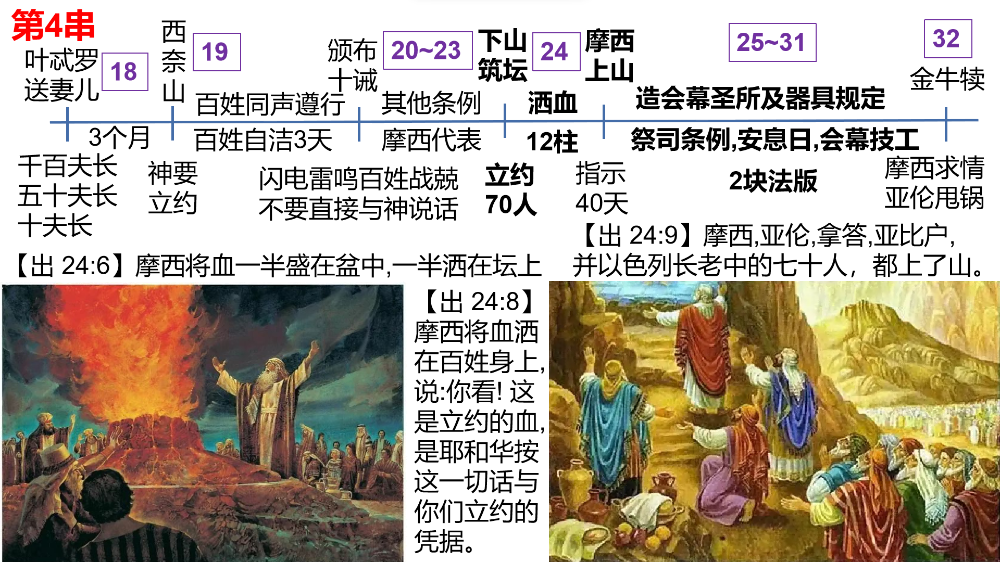 第4串
叶忒罗
送妻儿
18
西
奈
山
19
百姓同声遵行
颁布
十诫
20~23
其他条例
下山
筑坛
24
洒血
摩西
上山
25~31
造会幕圣所及器具规定
32
金牛犊
3个月
百姓自洁3天
摩西代表
12柱
祭司条例,安息日,会幕技工
千百夫长
五十夫长
十夫长
神要
立约
闪电雷鸣百姓战兢
不要直接与神说话
立约
70人
指示
40天
2块法版
摩西求情
亚伦甩锅
【出 24:6】摩西将血一半盛在盆中,一半洒在坛上
【出 24:9】摩西,亚伦,拿答,亚比户,
并以色列长老中的七十人，都上了山。
【出 24:8】
摩西将血洒
在百姓身上,
说:你看! 这
是立约的血,
是耶和华按
这一切话与
你们立约的
凭据。